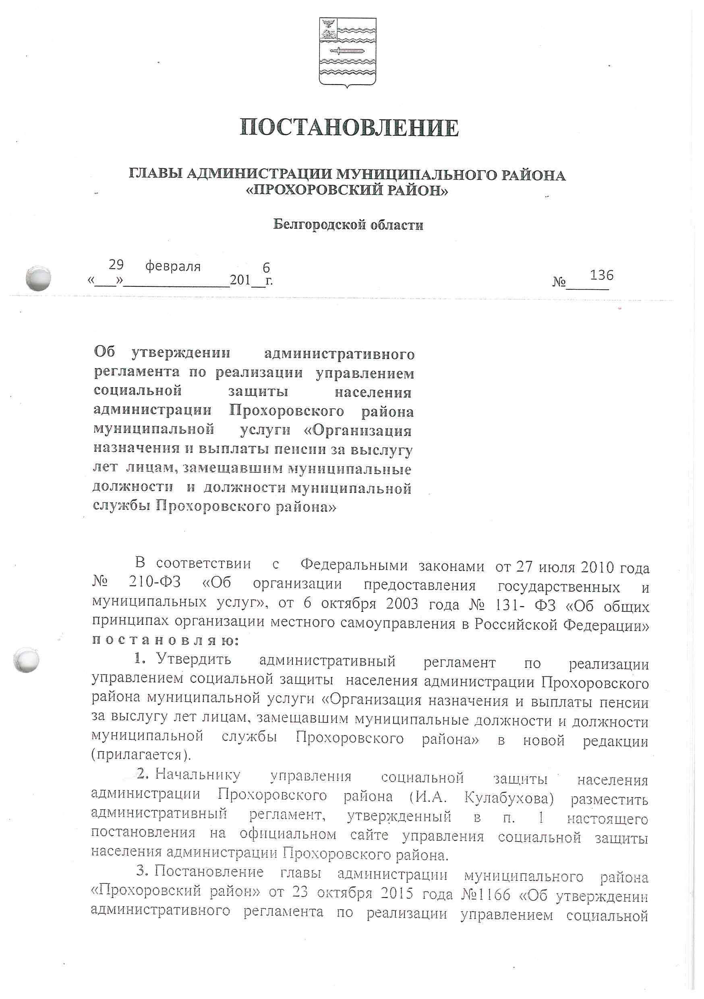 ПОСТАНОВЛЕНИЕ
ГЛАВЫ АДМИНИСТРАЦИИ МУНИЦИПАЛЬНОГО РАЙОНА
«ПРОХОРОВСКИЙ РАЙОН»
Белгородской области
«29» февраля 2016г. № 136
Об утверждении административного
регламента по реализации управлением
социальной защиты населения
администрации Прохоровского района
муниципальной услуги «Организация
назначения и выплаты пенсии за выслугу
лет лицам, замещавшим муниципальные
должности и должности муниципальной
службы Прохоровского района»
В соответствии с Федеральными законами от 27 июля 2010 года
№ 210-ФЗ «Об организации предоставления государственных и
муниципальных услуг», от 6 октября 2003 года № 131- ФЗ «Об общих
принципах организации местного самоуправления в Российской Федерации»
п о с т а н о в л я ю:
1. Утвердить административный регламент по реализации
управлением социальной защиты населения администрации Прохоровского
района муниципальной услуги «Организация назначения и выплаты пенсии
за выслугу лет лицам, замещавшим муниципальные должности и должности
муниципальной службы Прохоровского района» в новой редакции
(прилагается).
2. Начальнику управления социальной защиты населения
администрации Прохоровского района (И.А. Кулабухова) разместить
административный регламент, утвержденный в п. 1 настоящего
постановления на официальном сайте управления социальной защиты
населения администрации Прохоровского района.
3. Постановление главы администрации муниципального района
«Прохоровский район» от 23 октября 2015 года №1166 «Об утверждении
административного регламента по реализации управлением социальной